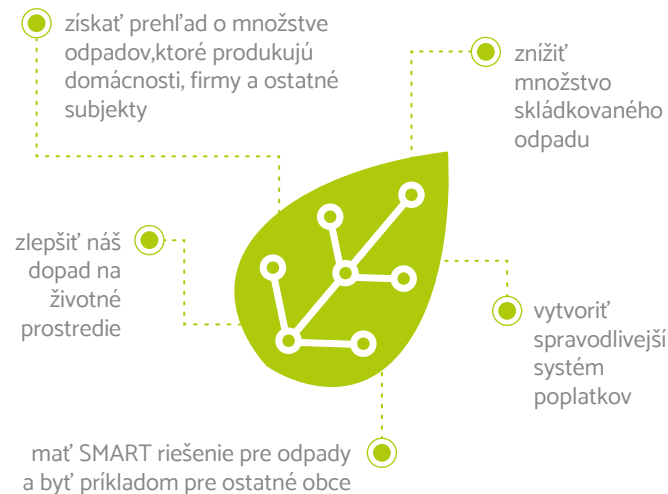 získať prehľad o množstve
odpadov,ktoré produkujú
domácnosti, firmy a ostatné
subjekty
znížiť
množstvo
skládkovaného
odpadu
zlepšiť náš
dopad na
životné
prostredie
vytvoriť
spravodlivejší
systém
poplatkov
mať SMART riešenie pre odpady
a byť príkladom pre ostatné obce